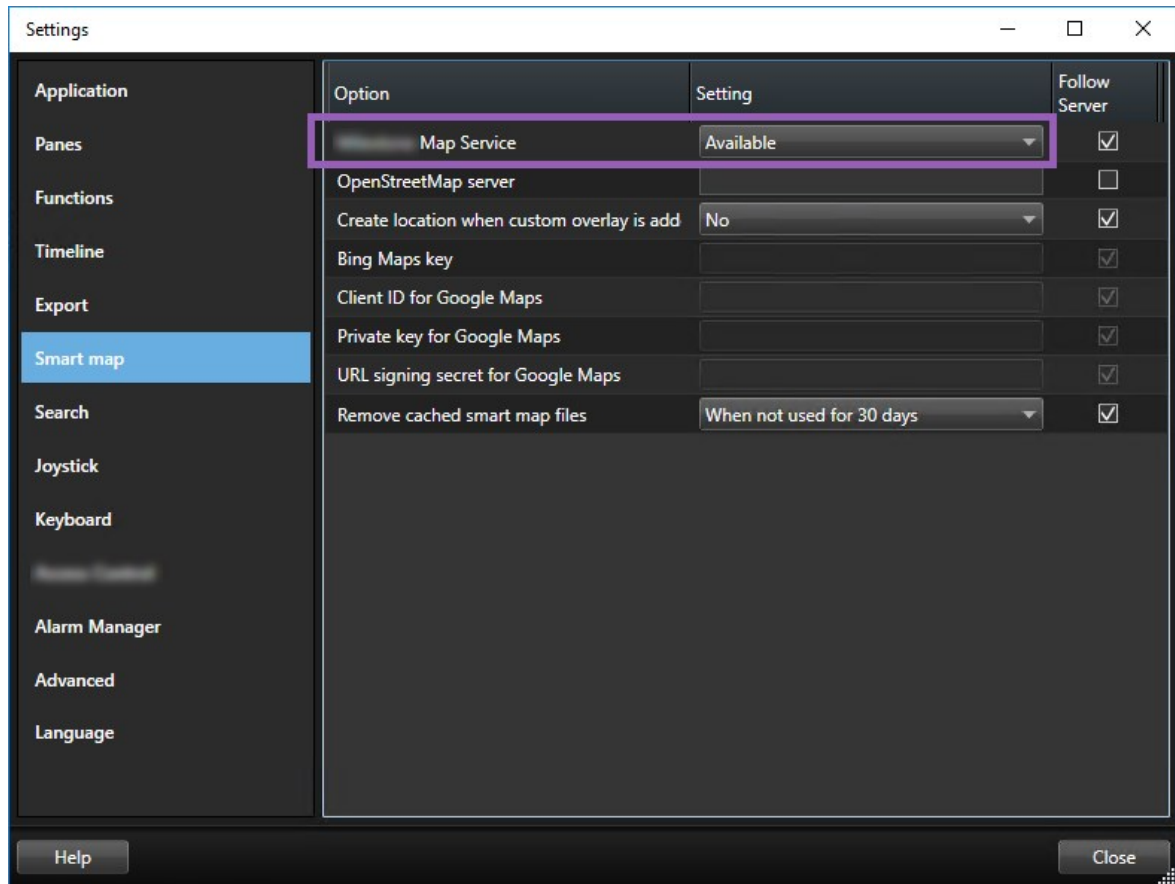 Settings
Application
Panes
Functions
Timeline
Export
Smart map
Search
Joystick
Keyboard
Alarm Manager
Advanced
Language
Option Setting Follow Server
Map Service Available
OpenStreetMap server
Create location when custom overlay is add No
Bing Maps key
Client ID for Google Maps
Private key for Google Maps
URL signing secret for Google Maps
Remove cached smart map files When not used for 30 days
Help Close